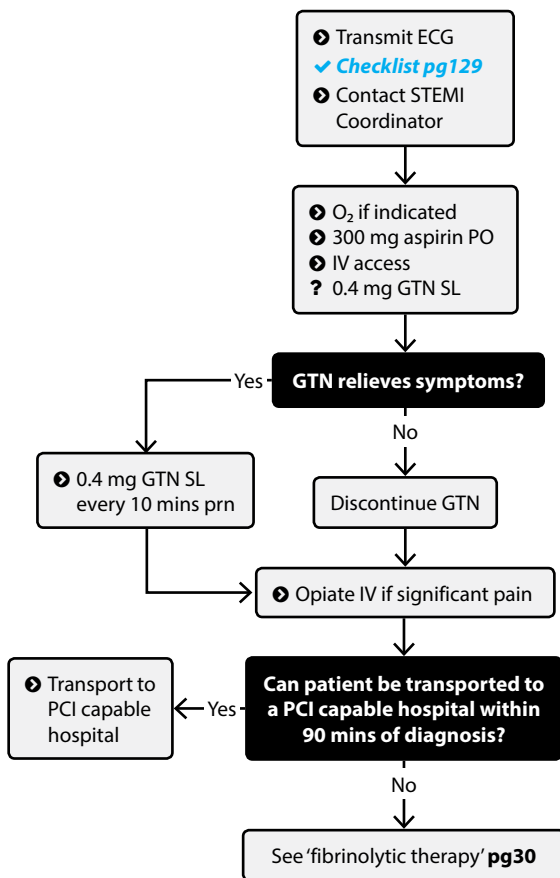 Transmit ECG
Checklist pg129
Contact STEMI
Coordinator
O₂ if indicated
300 mg aspirin PO
IV access
? 0.4 mg GTN SL
GTN relieves symptoms?
Yes
No
0.4 mg GTN SL
every 10 mins prn
Discontinue GTN
Opiate IV if significant pain
Can patient be transported to
a PCI capable hospital within
90 mins of diagnosis?
Yes
Transport to
PCI capable
hospital
No
See ‘fibrinolytic therapy’ pg30